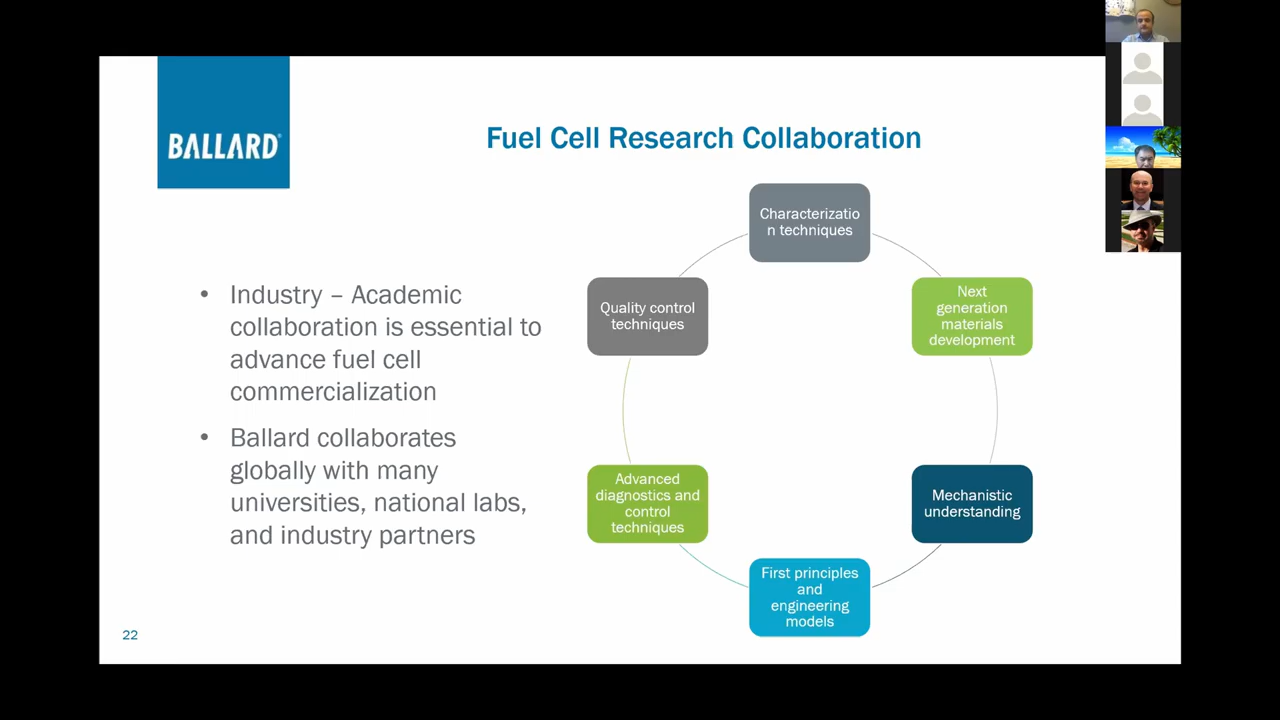 BALLARD®
Fuel Cell Research Collaboration
• Industry – Academic
collaboration is essential to
advance fuel cell
commercialization
• Ballard collaborates
globally with many
universities, national labs,
and industry partners
Characterizatio
n techniques
Next
generation
materials
development
Mechanistic
understanding
First principles
and
engineering
models
Advanced
diagnostics and
control
techniques
Quality control
techniques
22